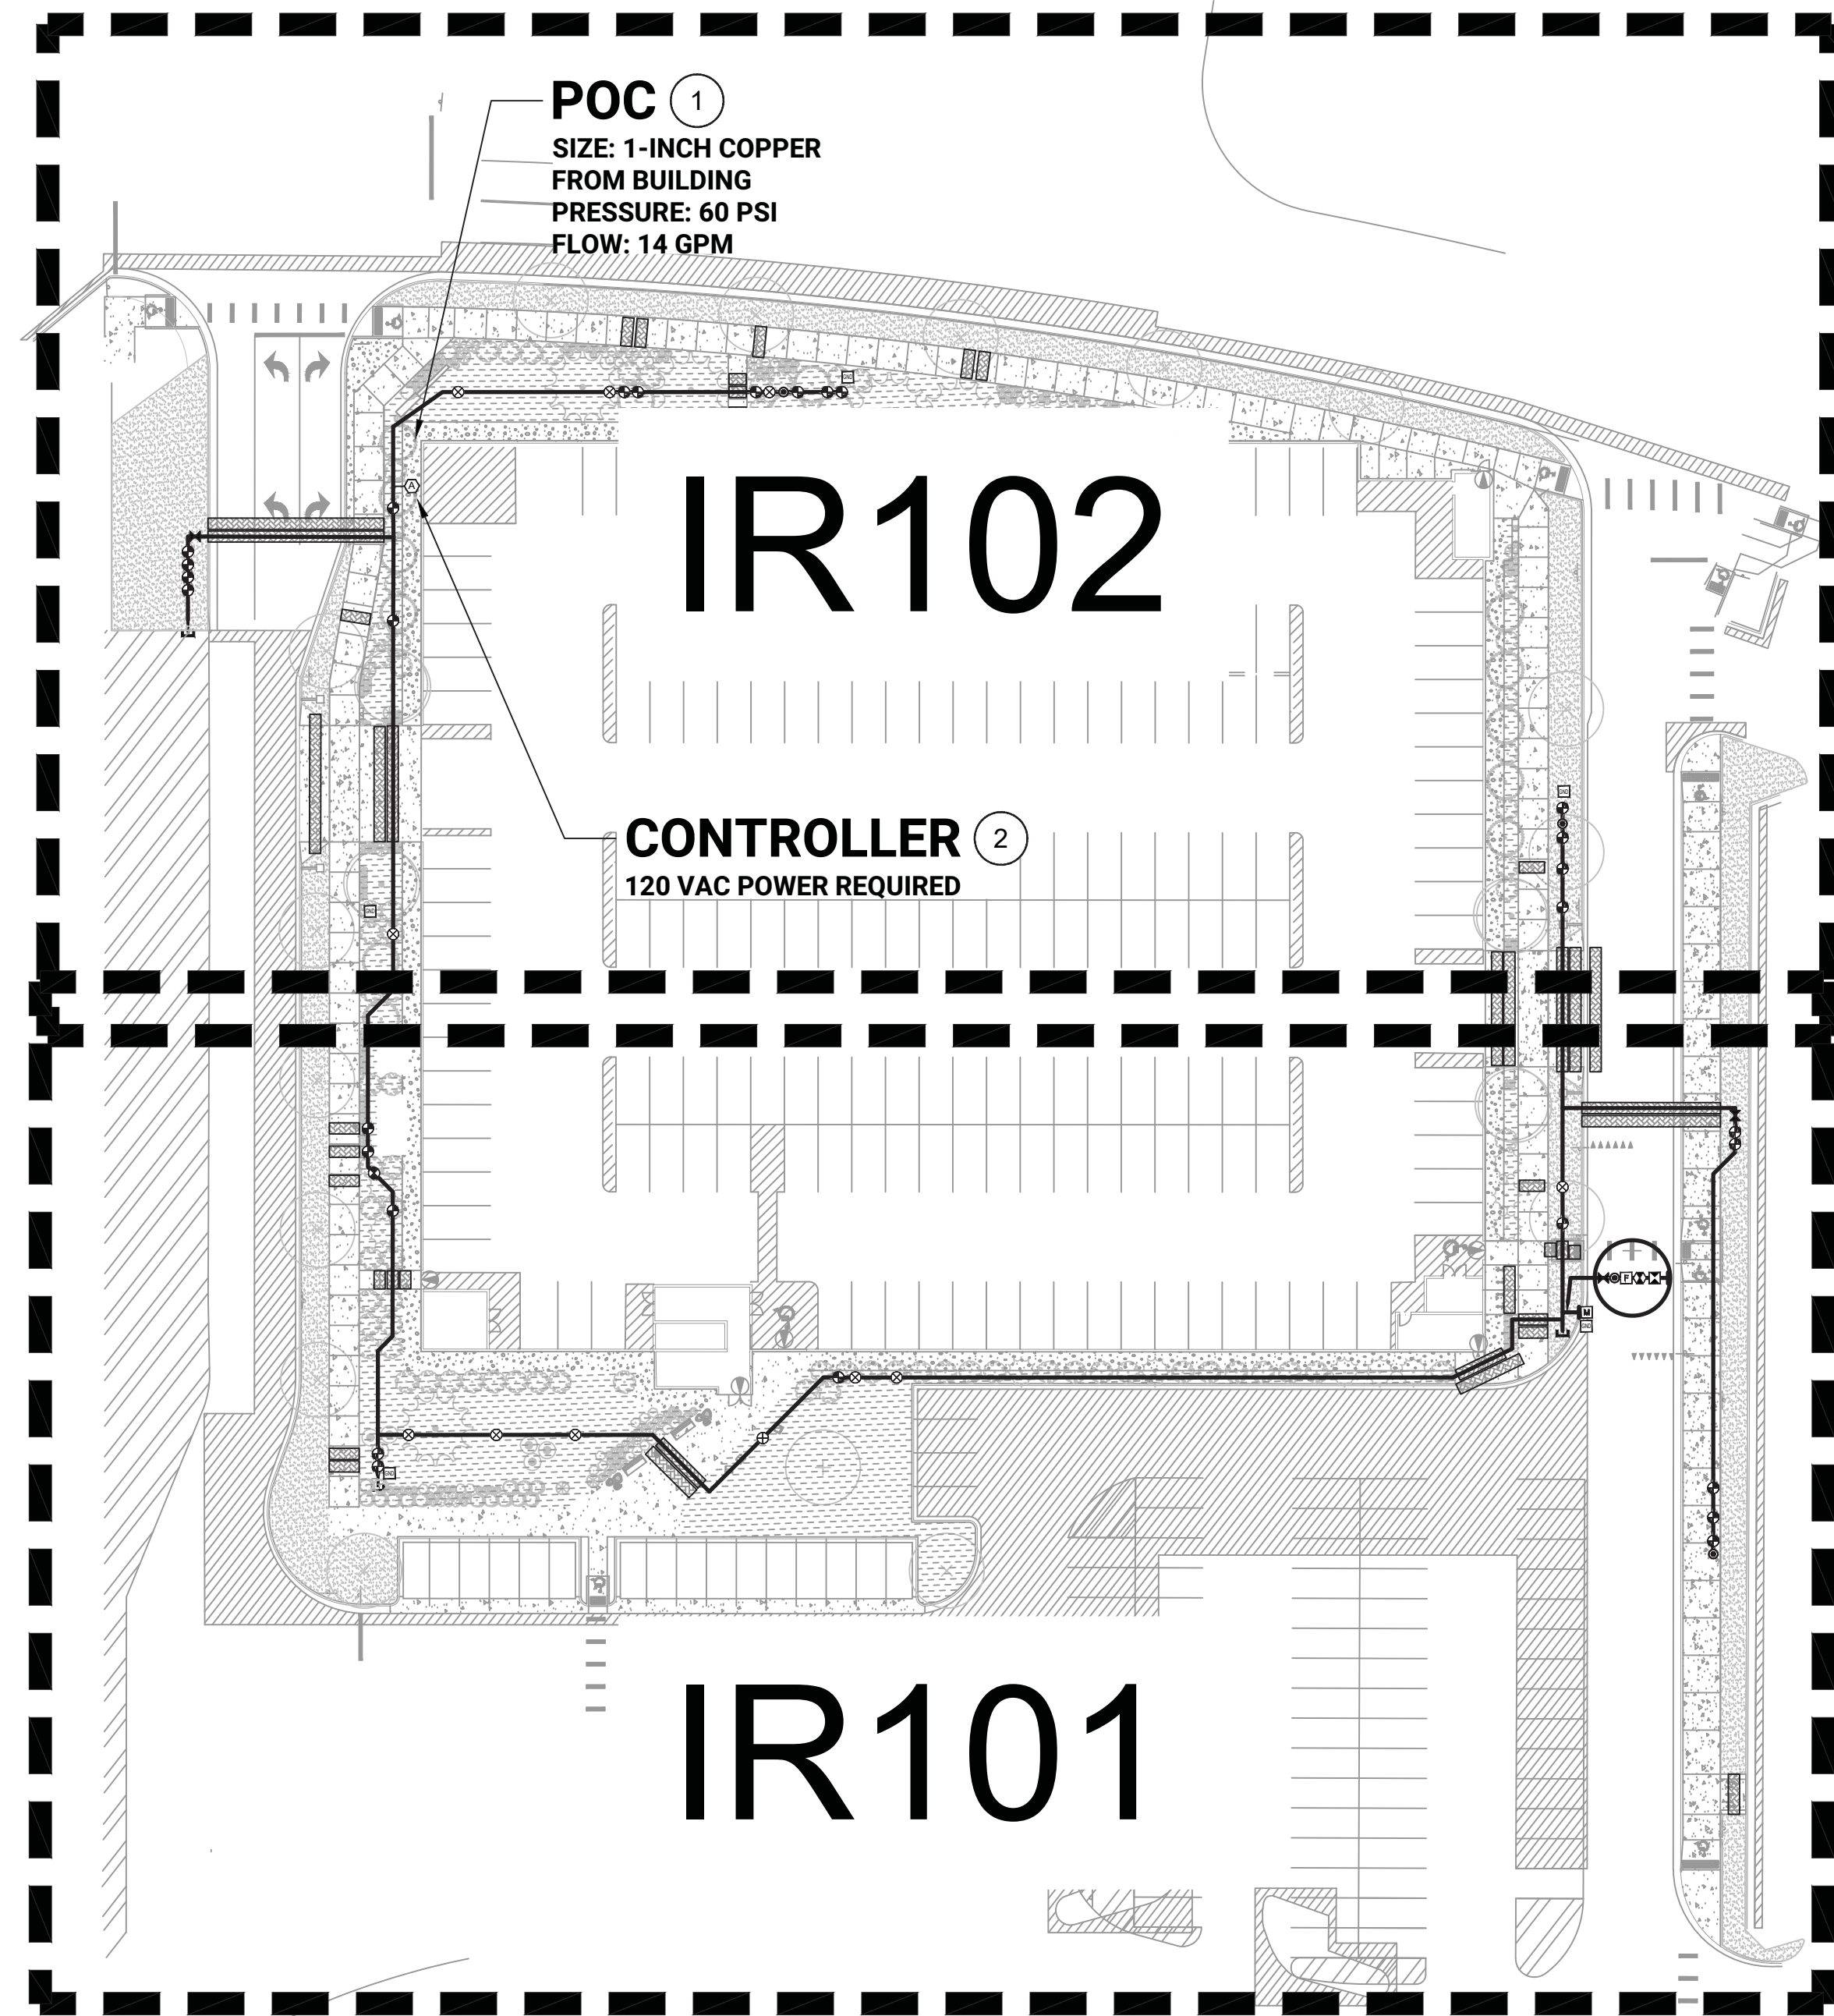 POC 1
SIZE: 1-INCH COPPER
FROM BUILDING
PRESSURE: 60 PSI
FLOW: 14 GPM
IR102
A
CONTROLLER 2
120 VAC POWER REQUIRED
F
M
IR101